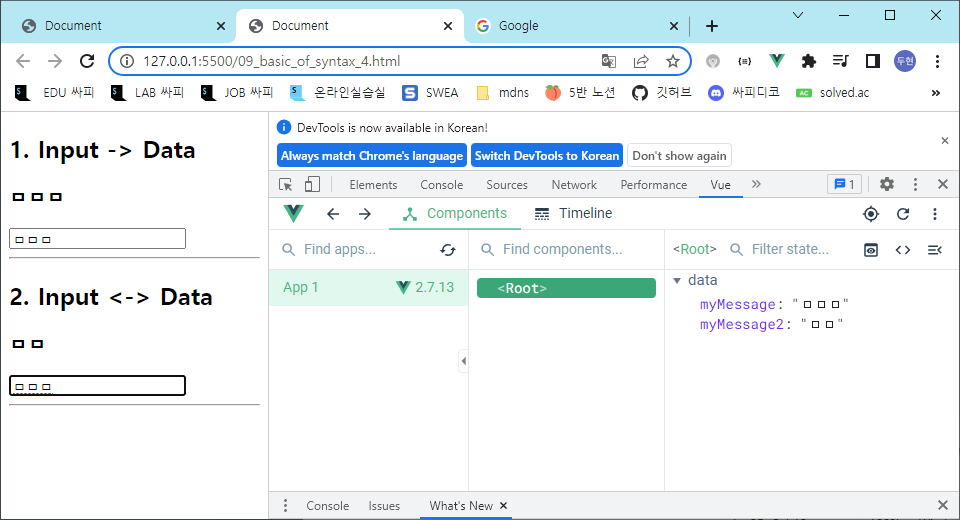 Document
Document
Google
127.0.0.1:5500/09_basic_of_syntax_4.html
두현
EDU 싸피
LAB 싸피
JOB 싸피
온라인실습실
SWEA
mdns
5반 노션
깃허브
싸피디코
AC
solved.ac
1. Input -> Data
ㅁㅁㅁ
ㅁㅁㅁ
2. Input <-> Data
ㅁㅁ
ㅁㅁㅁ
DevTools is now available in Korean!
Always match Chrome's language
Switch DevTools to Korean
Don't show again
Elements
Console
Sources
Network
Performance
Vue
1
Components
Timeline
Find apps...
Find components...
<Root>
Filter state...
App 1
2.7.13
<Root>
data
myMessage: "ㅁㅁㅁ"
myMessage2: "ㅁㅁ"
Console
Issues
What's New